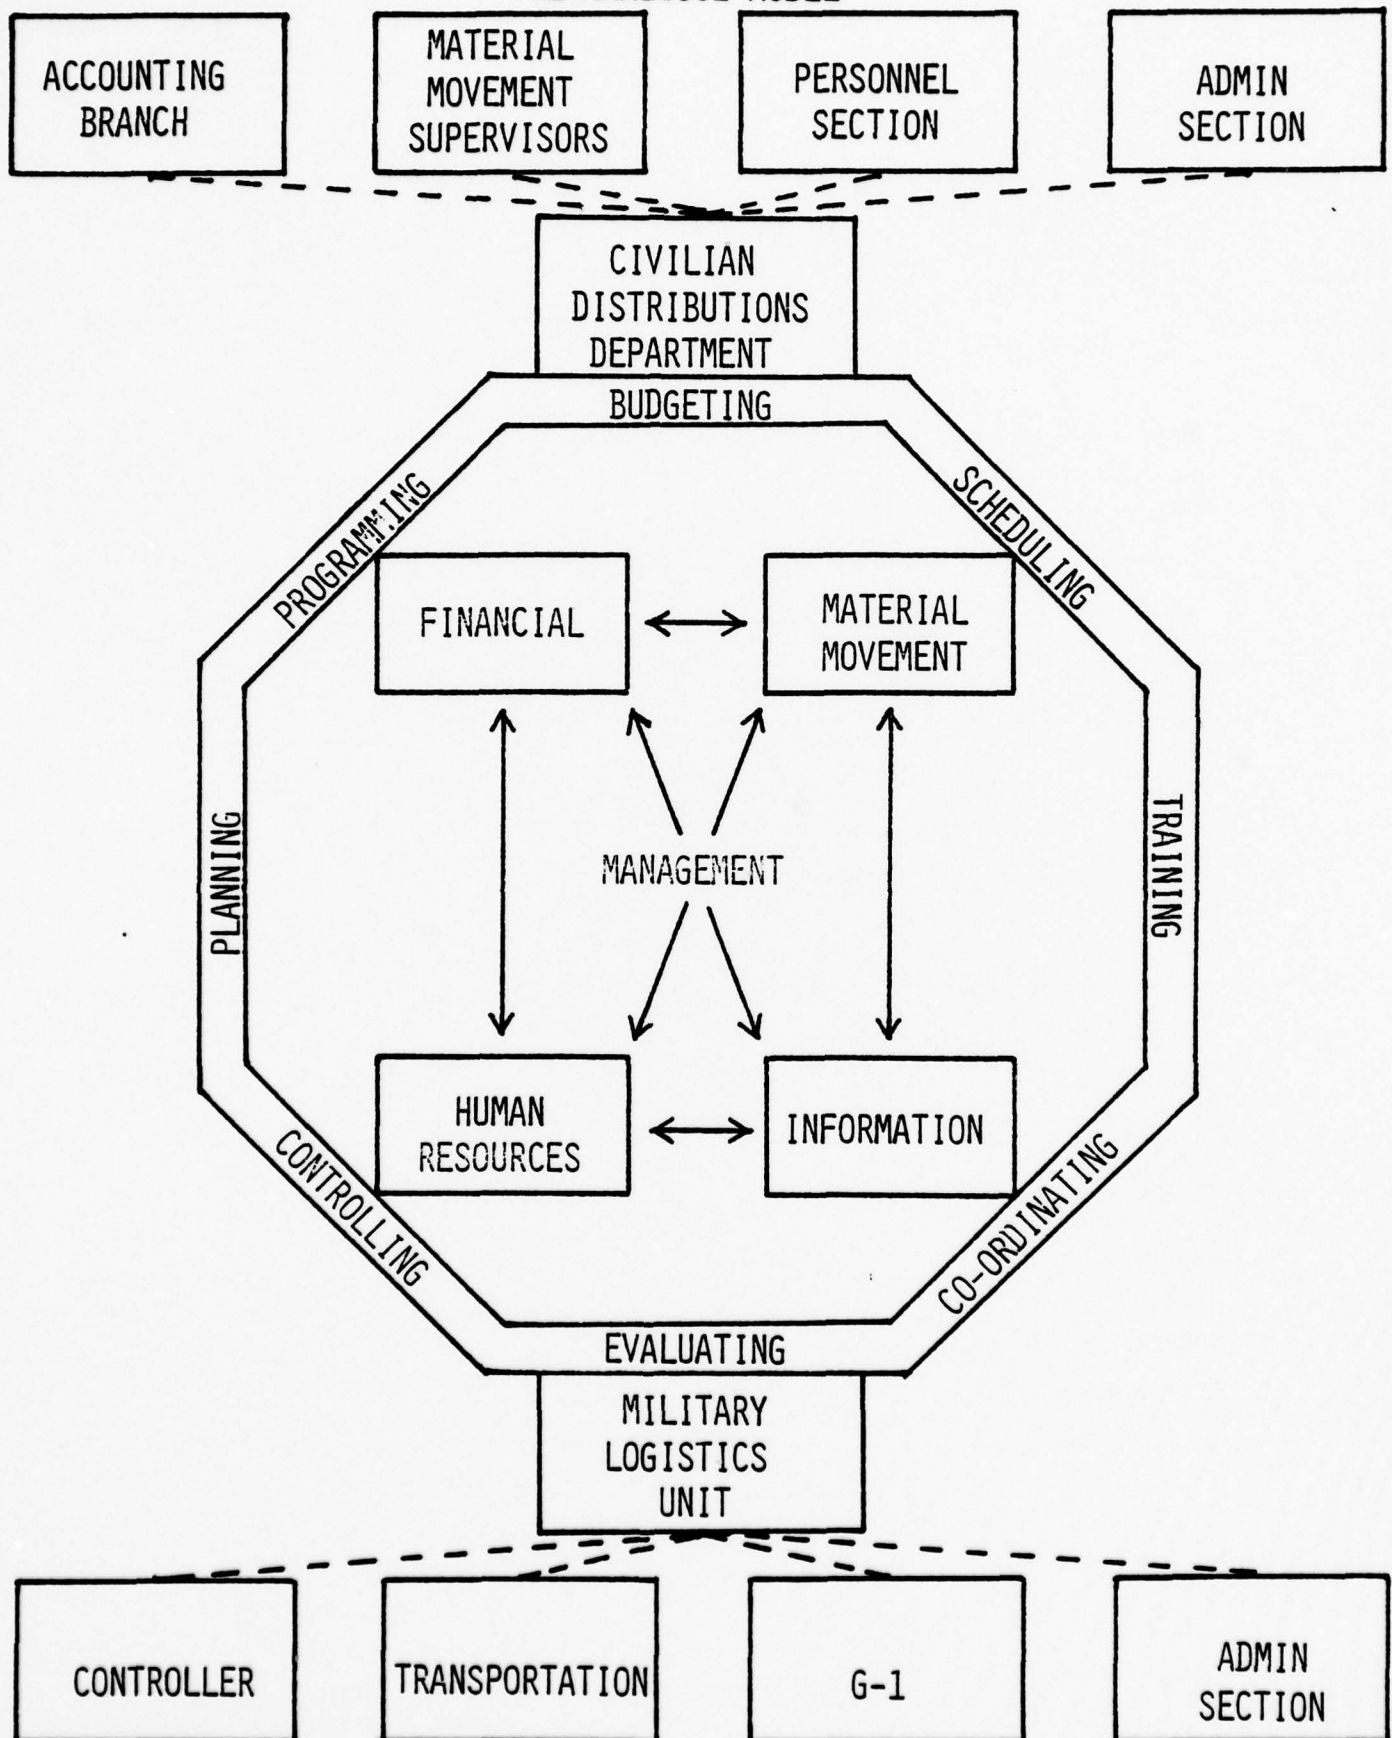 ACCOUNTING
BRANCH
MATERIAL
MOVEMENT
SUPERVISORS
PERSONNEL
SECTION
ADMIN
SECTION
CIVILIAN
DISTRIBUTIONS
DEPARTMENT
BUDGETING
PROGRAMMING
SCHEDULING
FINANCIAL
MATERIAL
MOVEMENT
PLANNING
MANAGEMENT
TRAINING
HUMAN
RESOURCES
INFORMATION
CONTROLLING
CO-ORDINATING
EVALUATING
MILITARY
LOGISTICS
UNIT
CONTROLLER
TRANSPORTATION
G-1
ADMIN
SECTION